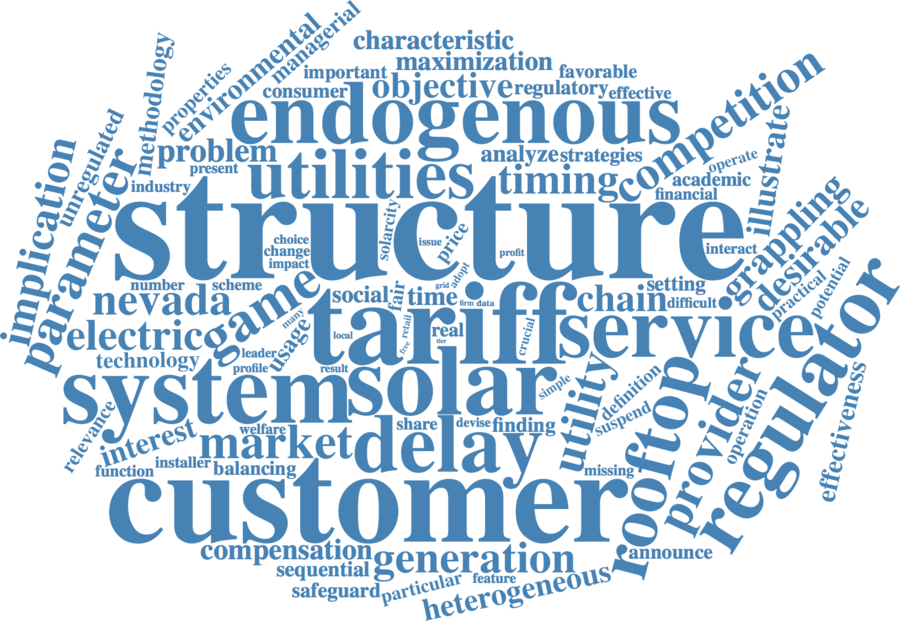 characteristic
maximization
environmental
managerial
important
favorable
consumer
objective
regulatory
effective
properties
methodology
endogenous
competition
problem
present
analyze
strategies
utilities
timing
operate
academic
financial
illustrate
unregulated
implication
parameter
industry
structure
solarcity
choice
change
impact
issue
price
profit
interact
grappling
desirable
practical
potential
number
scheme
nevada
game
social
fair
time
grid
adopt
firm
data
chain
setting
difficult
electric
usage
many
local
free
retail
real
tier
tariff
crucial
service
regulator
technology
leader
profile
result
system
solar
simple
utility
definition
suspend
rooftop
provider
operation
effectiveness
relevance
interest
welfare
market
share
delay
devise
finding
function
installer
balancing
missing
customer
compensation
generation
announce
sequential
safeguard
particular
feature
heterogeneous